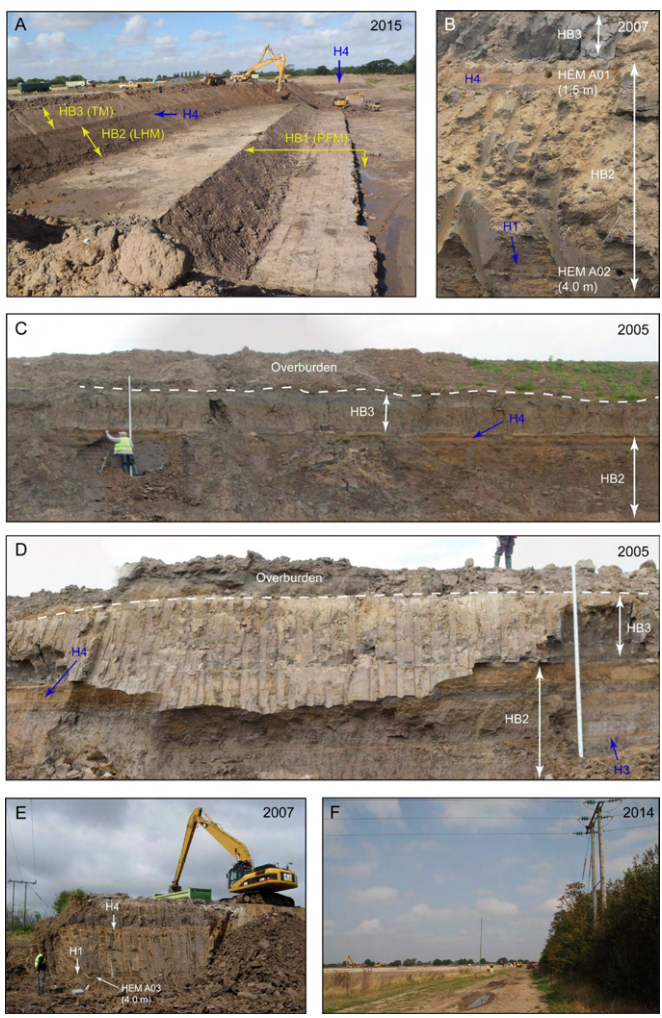 A
2015
H4
HB3 (TM)
H4
HB2 (LHM)
HB1 (PFM)
B
2007
HB3
H4
HEM A01
(1.5 m)
HB2
H1
HEM A02
(4.0 m)
C
2005
Overburden
HB3
H4
HB2
D
2005
Overburden
HB3
H4
HB2
H3
E
2007
H4
H1
HEM A03
(4.0 m)
CAT
F
2014